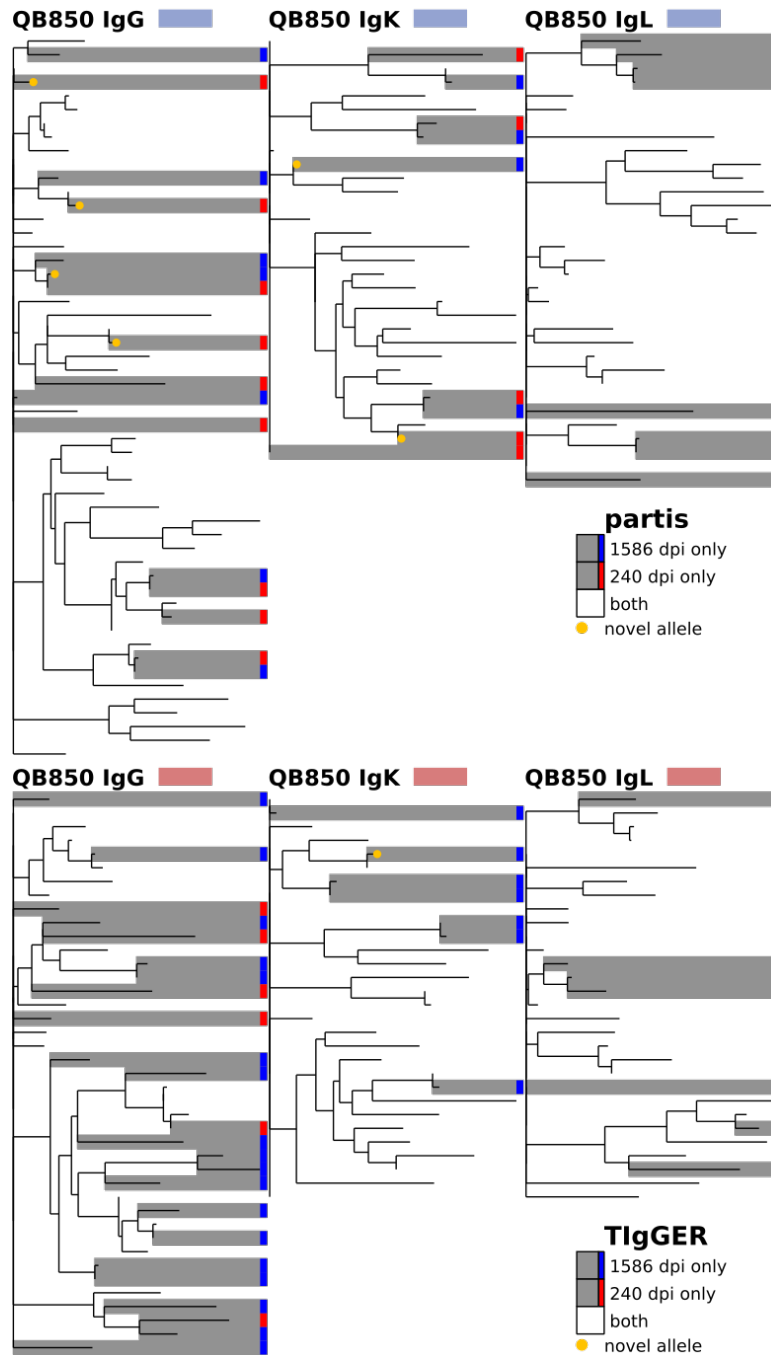 QB850 IgG
QB850 IgK
QB850 IgL
partis
1586 dpi only
240 dpi only
both
novel allele
QB850 IgG
QB850 IgK
QB850 IgL
TIgGER
1586 dpi only
240 dpi only
both
novel allele